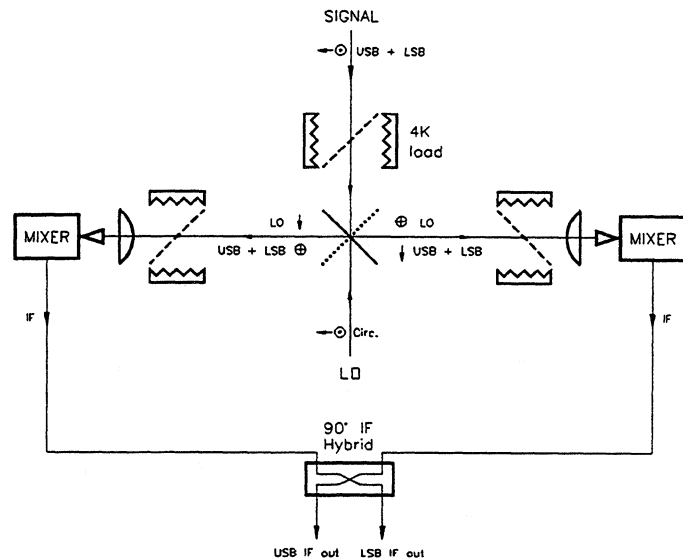 SIGNAL
USB + LSB
4K
load
LO
LO
MIXER
USB + LSB
USB + LSB
MIXER
IF
IF
Circ.
LO
90° IF
Hybrid
USB IF out
LSB IF out